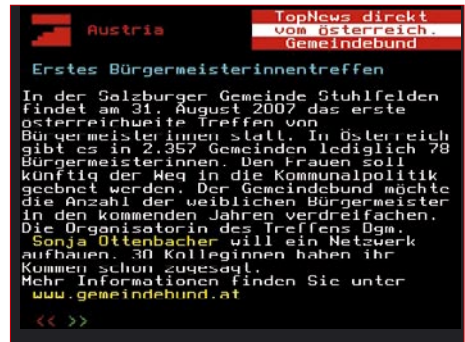 Austria
TopNews direkt
vom österreich.
Gemeindebund
Erstes Bürgermeisterinnentreffen
In der Salzburger Gemeinde Stuhlfelden
findet am 31. August 2007 das erste
österreichweite Treffen von
Bürgermeisterinnen statt. In Österreich
gibt es in 2.357 Gemeinden lediglich 78
Bürgermeisterinnen. Den Frauen soll
künftig der Weg in die Kommunalpolitik
geebnet werden. Der Gemeindebund möchte
die Anzahl der weiblichen Bürgermeister
in den kommenden Jahren verdreifachen.
Die Organisatorin des Treffens Bgm.
Sonja Ottenbacher will ein Netzwerk
aufbauen. 30 Kolleginnen haben ihr
Kommen schon zugesagt.
Mehr Informationen finden Sie unter
www.gemeindebund.at
<< >>